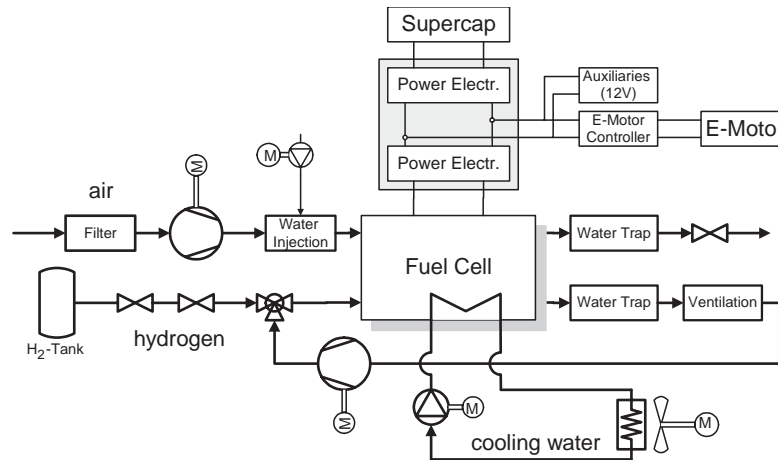 Supercap
Power Electr.
Auxiliaries
(12V)
E-Motor
Controller
E-Moto
Power Electr.
M
M
air
Filter
Water
Injection
Fuel Cell
Water Trap
H2-Tank
hydrogen
Water Trap
Ventilation
M
M
cooling water
M